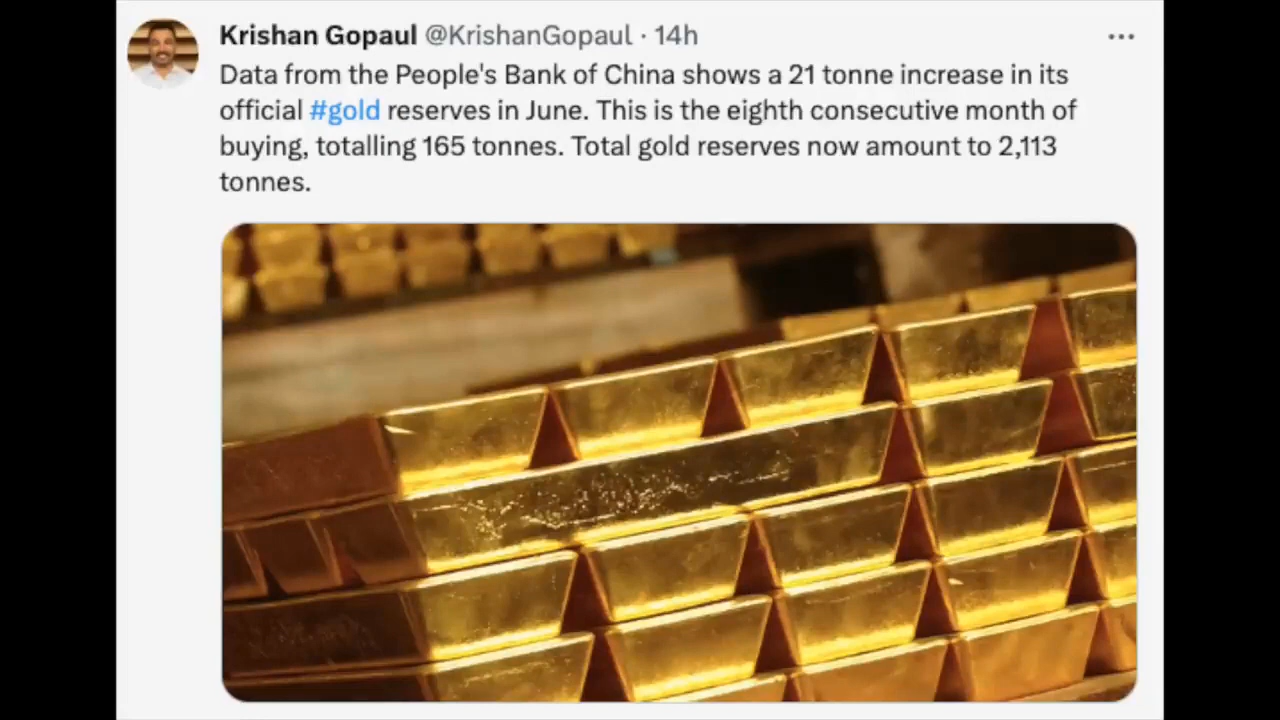 Krishan Gopaul @KrishanGopaul · 14h
Data from the People's Bank of China shows a 21 tonne increase in its
official #gold reserves in June. This is the eighth consecutive month of
buying, totalling 165 tonnes. Total gold reserves now amount to 2,113
tonnes.